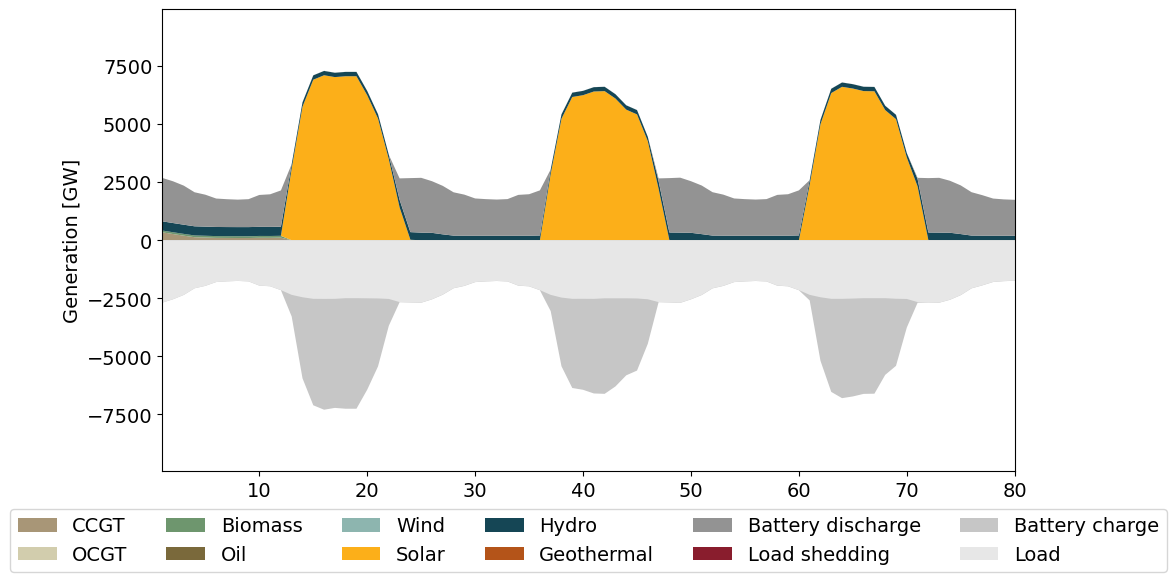 7500
5000
2500
0
−2500
−5000
−7500
Generation [GW]
10 20 30 40 50 60 70 80
CCGT Biomass Wind Hydro Battery discharge Battery charge
OCGT Oil Solar Geothermal Load shedding Load